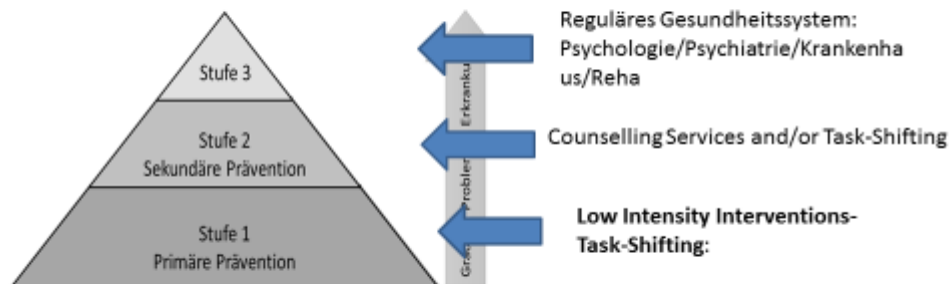 Stufe 3
Stufe 2
Sekundäre Prävention
Stufe 1
Primäre Prävention
Reguläres Gesundheitssystem:
Psychologie/Psychiatrie/Krankenha
us/Reha
Counselling Services and/or Task-Shifting
Low Intensity Interventions-
Task-Shifting: